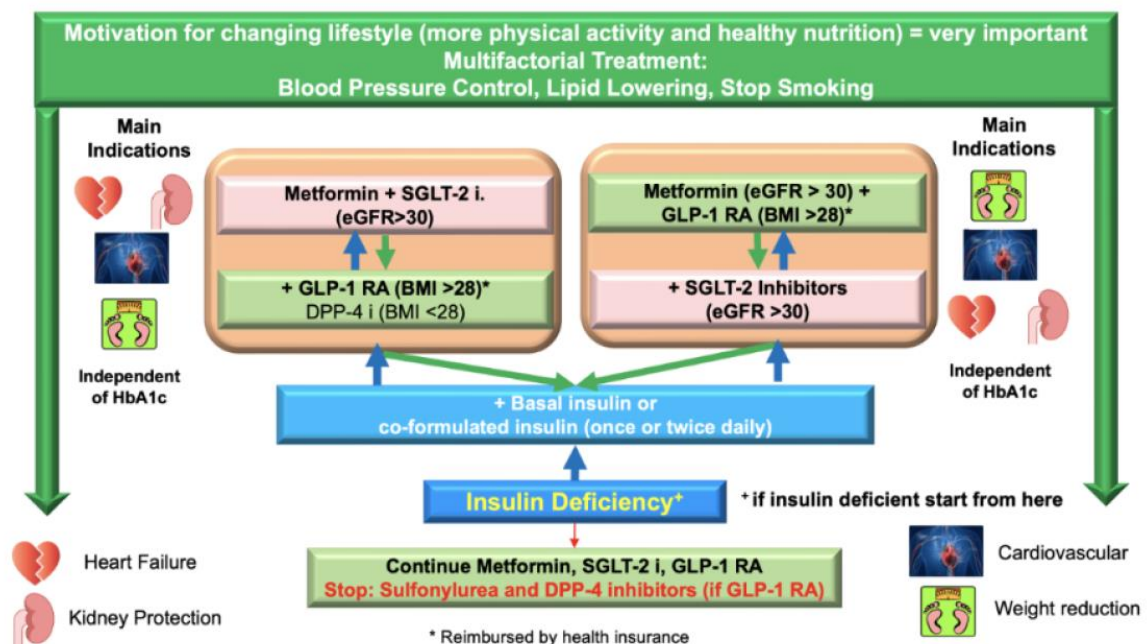 Motivation for changing lifestyle (more physical activity and healthy nutrition) = very important
Multifactorial Treatment:
Blood Pressure Control, Lipid Lowering, Stop Smoking
Main
Indications
Independent
of HbA1c
Metformin + SGLT-2 i.
(eGFR>30)
+ GLP-1 RA (BMI >28)*
DPP-4 i (BMI <28)
Metformin (eGFR > 30) +
GLP-1 RA (BMI >28)*
+ SGLT-2 Inhibitors
(eGFR >30)
Main
Indications
Independent
of HbA1c
+ Basal insulin or
co-formulated insulin (once or twice daily)
Insulin Deficiency⁺
⁺ if insulin deficient start from here
Continue Metformin, SGLT-2 i, GLP-1 RA
Stop: Sulfonylurea and DPP-4 inhibitors (if GLP-1 RA)
Heart Failure
Kidney Protection
Cardiovascular
Weight reduction
* Reimbursed by health insurance